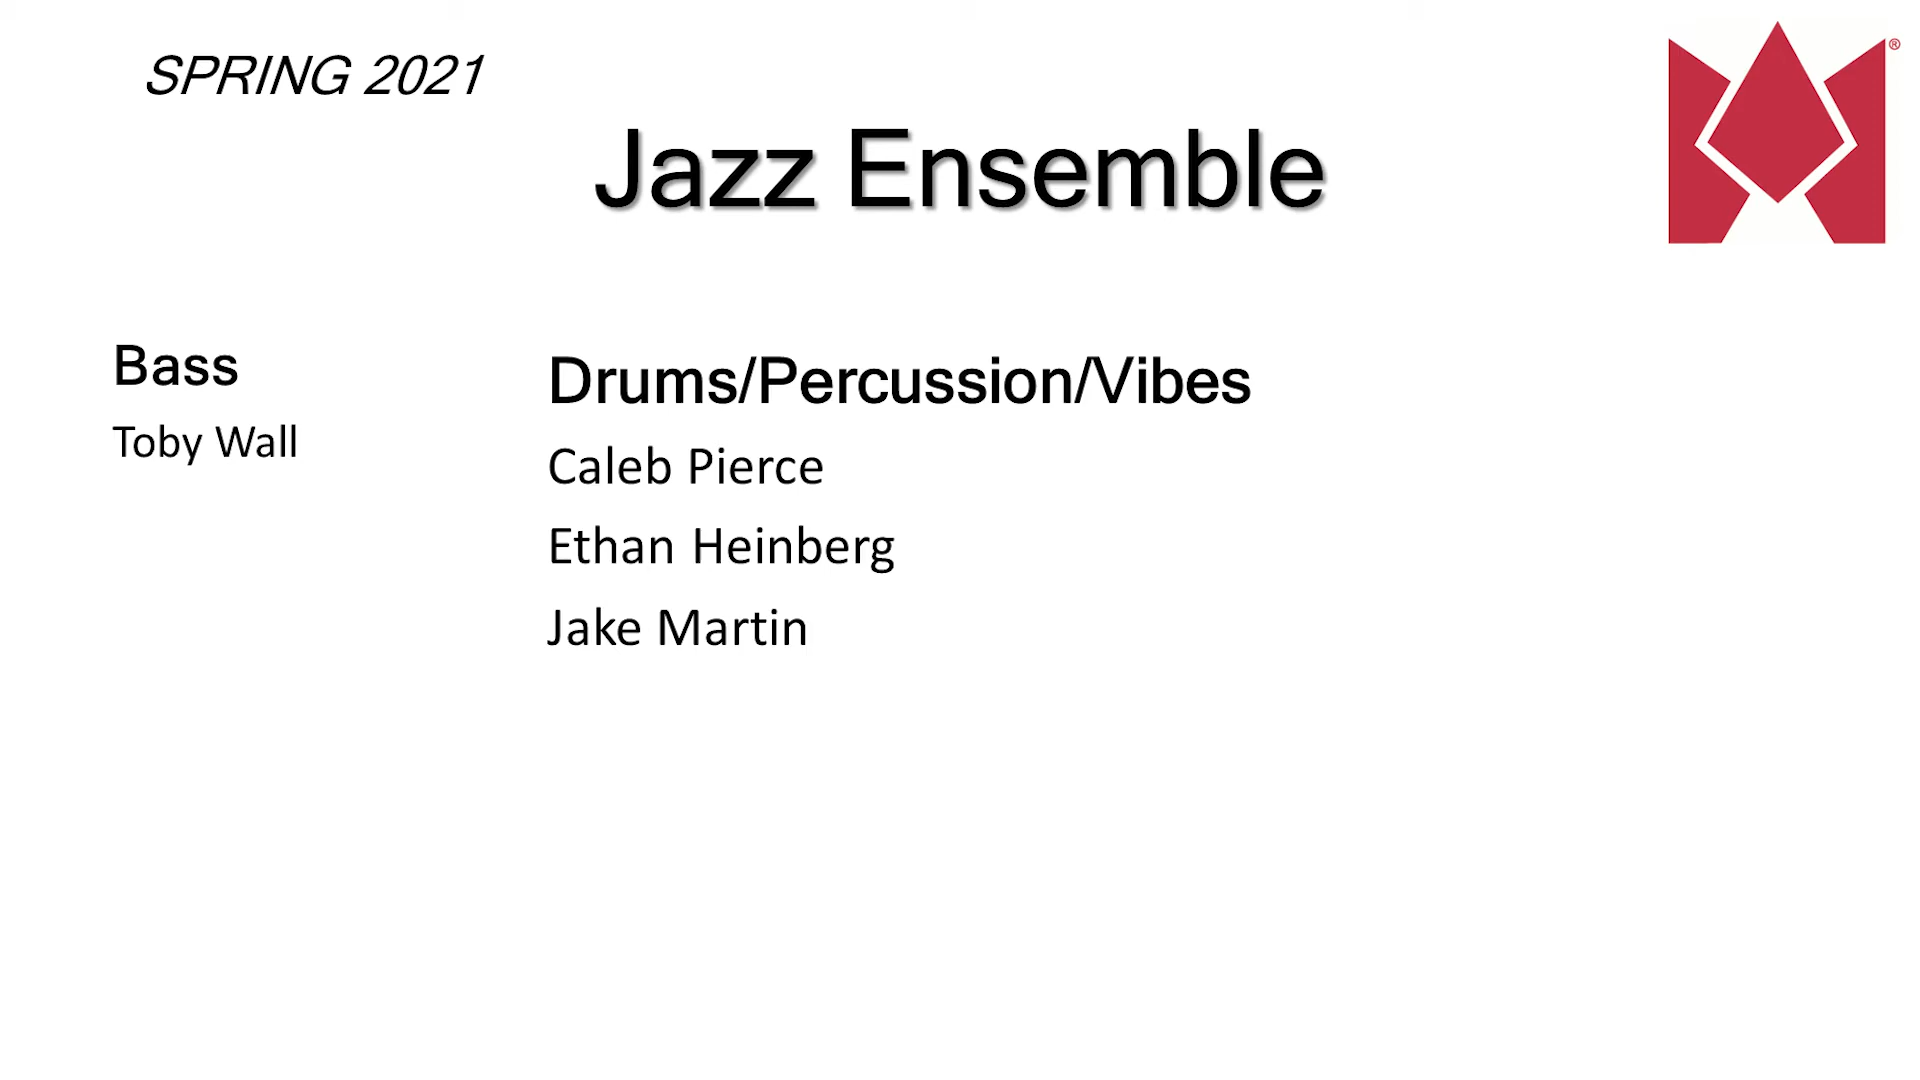 SPRING 2021
Jazz Ensemble
®
Bass
Toby Wall
Drums/Percussion/Vibes
Caleb Pierce
Ethan Heinberg
Jake Martin